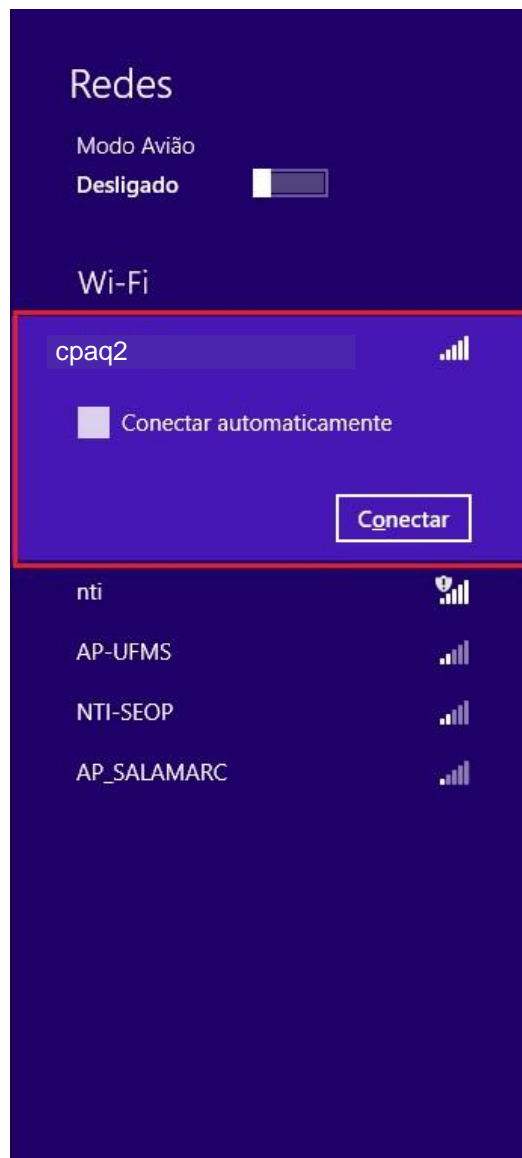 Redes
Modo Avião
Desligado
Wi-Fi
cpaq2
Conectar automaticamente
Conectar
nti
AP-UFMS
NTI-SEOP
AP_SALAMARC